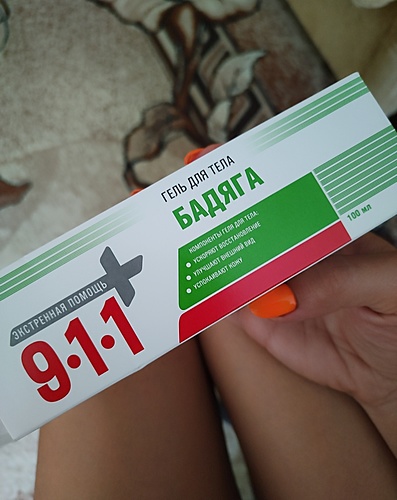 ГЕЛЬ ДЛЯ ТЕЛА
БАДЯГА
КОМПОНЕНТЫ ГЕЛЯ ДЛЯ ТЕЛА:
• УСКОРЯЮТ ВОССТАНОВЛЕНИЕ
• УЛУЧШАЮТ ВНЕШНИЙ ВИД
• УСПОКАИВАЮТ КОЖУ
100 мл
ЭКСТРЕННАЯ ПОМОЩЬ
9·1·1